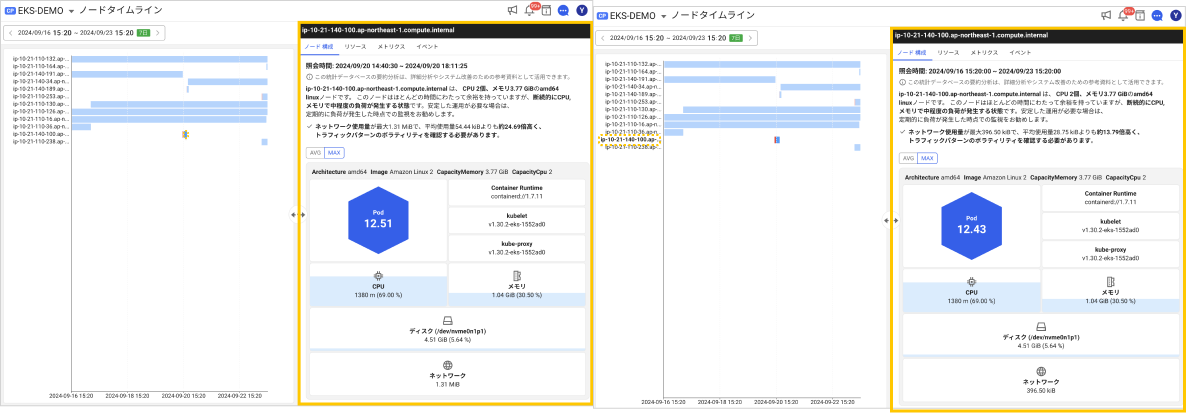 CP EKS-DEMO ノードタイムライン
99+
Y
2024/09/16 15:20 ~ 2024/09/23 15:20 7日
ip-10-21-110-132.ap-...
ip-10-21-110-164.ap-...
ip-10-21-140-191.ap-...
ip-10-21-140-34.ap-n...
ip-10-21-140-189.ap-...
ip-10-21-110-253.ap-...
ip-10-21-110-130.ap-...
ip-10-21-110-126.ap-...
ip-10-21-110-16.ap-n...
ip-10-21-110-36.ap-n...
ip-10-21-140-100.ap-...
ip-10-21-110-238.ap-...
2024-09-16 15:20
2024-09-18 15:20
2024-09-20 15:20
2024-09-22 15:20
ip-10-21-140-100.ap-northeast-1.compute.internal
ノード 構成 リソース メトリクス イベント
照会時間: 2024/09/20 14:40:30 ~ 2024/09/20 18:11:25
この統計データベースの要約分析は、詳細分析やシステム改善のための参考資料として活用できます。
ip-10-21-140-100.ap-northeast-1.compute.internal は、 CPU 2個、メモリ3.77 GiBのamd64
linuxノードです。 このノードはほとんどの時間にわたって余裕を持っていますが、断続的にCPU,
メモリで中程度の負荷が発生する状態です。安定した運用が必要な場合は、
定期的に負荷が発生した時点での監視をお勧めします。
✓ ネットワーク使用量が最大1.31 MiBで、平均使用量54.44 kiBよりも約24.69倍高く、
トラフィックパターンのボラティリティを確認する必要があります。
AVG MAX
Architecture amd64 Image Amazon Linux 2 CapacityMemory 3.77 GiB CapacityCpu 2
Pod
12.51
Container Runtime
containerd://1.7.11
kubelet
v1.30.2-eks-1552ad0
kube-proxy
v1.30.2-eks-1552ad0
CPU
1380 m (69.00 %)
メモリ
1.04 GiB (30.50 %)
ディスク (/dev/nvme0n1p1)
4.51 GiB (5.64 %)
ネットワーク
1.31 MiB
CP EKS-DEMO ノードタイムライン
99+
Y
2024/09/16 15:20 ~ 2024/09/23 15:20 7日
ip-10-21-110-132.ap-...
ip-10-21-110-164.ap-...
ip-10-21-140-191.ap-...
ip-10-21-140-34.ap-n...
ip-10-21-140-189.ap-...
ip-10-21-110-253.ap-...
ip-10-21-110-130.ap-...
ip-10-21-110-126.ap-...
ip-10-21-110-16.ap-n...
ip-10-21-110-36.ap-n...
ip-10-21-140-100.ap-...
ip-10-21-110-238.ap-...
2024-09-16 15:20
2024-09-18 15:20
2024-09-20 15:20
2024-09-22 15:20
ip-10-21-140-100.ap-northeast-1.compute.internal
ノード 構成 リソース メトリクス イベント
照会時間: 2024/09/16 15:20:00 ~ 2024/09/23 15:20:00
この統計データベースの要約分析は、詳細分析やシステム改善のための参考資料として活用できます。
ip-10-21-140-100.ap-northeast-1.compute.internal は、 CPU 2個、メモリ3.77 GiBのamd64
linuxノードです。 このノードはほとんどの時間にわたって余裕を持っていますが、断続的にCPU,
メモリで中程度の負荷が発生する状態です。安定した運用が必要な場合は、
定期的に負荷が発生した時点での監視をお勧めします。
✓ ネットワーク使用量が最大396.50 kiBで、平均使用量28.75 kiBよりも約13.79倍高く、
トラフィックパターンのボラティリティを確認する必要があります。
AVG MAX
Architecture amd64 Image Amazon Linux 2 CapacityMemory 3.77 GiB CapacityCpu 2
Pod
12.43
Container Runtime
containerd://1.7.11
kubelet
v1.30.2-eks-1552ad0
kube-proxy
v1.30.2-eks-1552ad0
CPU
1380 m (69.00 %)
メモリ
1.04 GiB (30.50 %)
ディスク (/dev/nvme0n1p1)
4.51 GiB (5.64 %)
ネットワーク
396.50 kiB